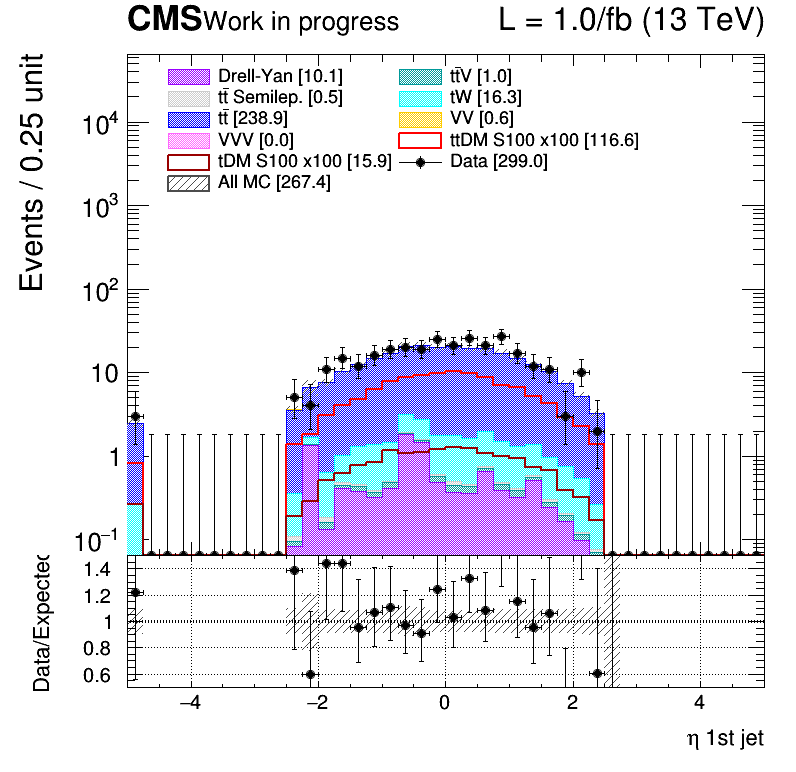 CMS Work in progress L = 1.0/fb (13 TeV)
Events / 0.25 unit
Drell-Yan [10.1] tt̄V [1.0]
tt̄ Semilep. [0.5] tW [16.3]
tt̄ [238.9] VV [0.6]
VVV [0.0] ttDM S100 x100 [116.6]
tDM S100 x100 [15.9] Data [299.0]
All MC [267.4]
10⁴
10³
10²
10
1
10⁻¹
Data/Expected
1.4
1.2
1
0.8
0.6
−4 −2 0 2 4
η 1st jet